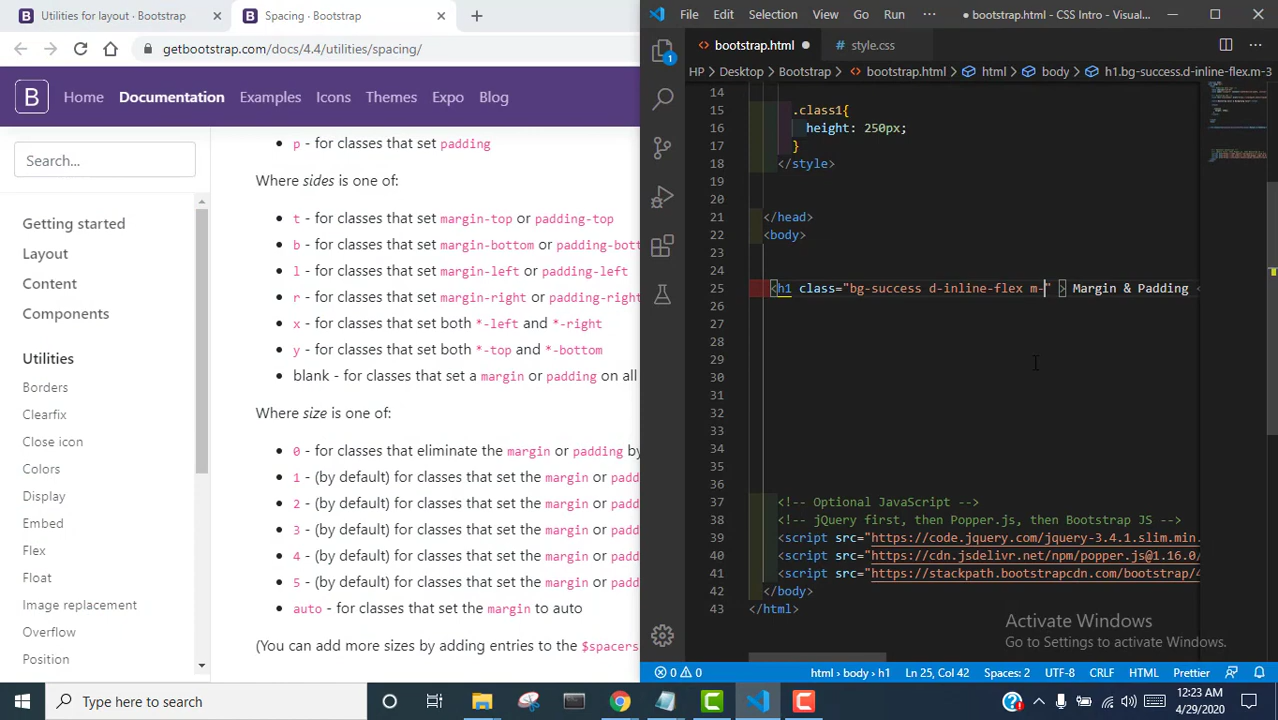 Utilities for layout · Bootstrap
Spacing · Bootstrap
getbootstrap.com/docs/4.4/utilities/spacing/
B
Home
Documentation
Examples
Icons
Themes
Expo
Blog
Search...
Getting started
Layout
Content
Components
Utilities
Borders
Clearfix
Close icon
Colors
Display
Embed
Flex
Float
Image replacement
Overflow
Position
p - for classes that set padding
Where sides is one of:
t - for classes that set margin-top or padding-top
b - for classes that set margin-bottom or padding-bott
l - for classes that set margin-left or padding-left
r - for classes that set margin-right or padding-righ
x - for classes that set both *-left and *-right
y - for classes that set both *-top and *-bottom
blank - for classes that set a margin or padding on all
Where size is one of:
0 - for classes that eliminate the margin or padding by
1 - (by default) for classes that set the margin or padd
2 - (by default) for classes that set the margin or padd
3 - (by default) for classes that set the margin or padd
4 - (by default) for classes that set the margin or padd
5 - (by default) for classes that set the margin or padd
auto - for classes that set the margin to auto
(You can add more sizes by adding entries to the $spacers
File Edit Selection View Go Run ··· ● bootstrap.html - CSS Intro - Visual...
1
<> bootstrap.html ●
style.css
HP > Desktop > Bootstrap > <> bootstrap.html > html > body > h1.bg-success.d-inline-flex.m-3
14
15 .class1{
16 height: 250px;
17 }
18 </style>
19
20
21 </head>
22 <body>
23
24
25 <h1 class="bg-success d-inline-flex m-" > Margin & Padding <
26
27
28
29
30
31
32
33
34
35
36
37 <!-- Optional JavaScript -->
38 <!-- jQuery first, then Popper.js, then Bootstrap JS -->
39 <script src="https://code.jquery.com/jquery-3.4.1.slim.min.
40 <script src="https://cdn.jsdelivr.net/npm/popper.js@1.16.0/
41 <script src="https://stackpath.bootstrapcdn.com/bootstrap/4
42 </body>
43 </html>
Activate Windows
Go to Settings to activate Windows.
0 0
html > body > h1
Ln 25, Col 42
Spaces: 2
UTF-8
CRLF
HTML
Prettier
Type here to search
12:23 AM
4/29/2020